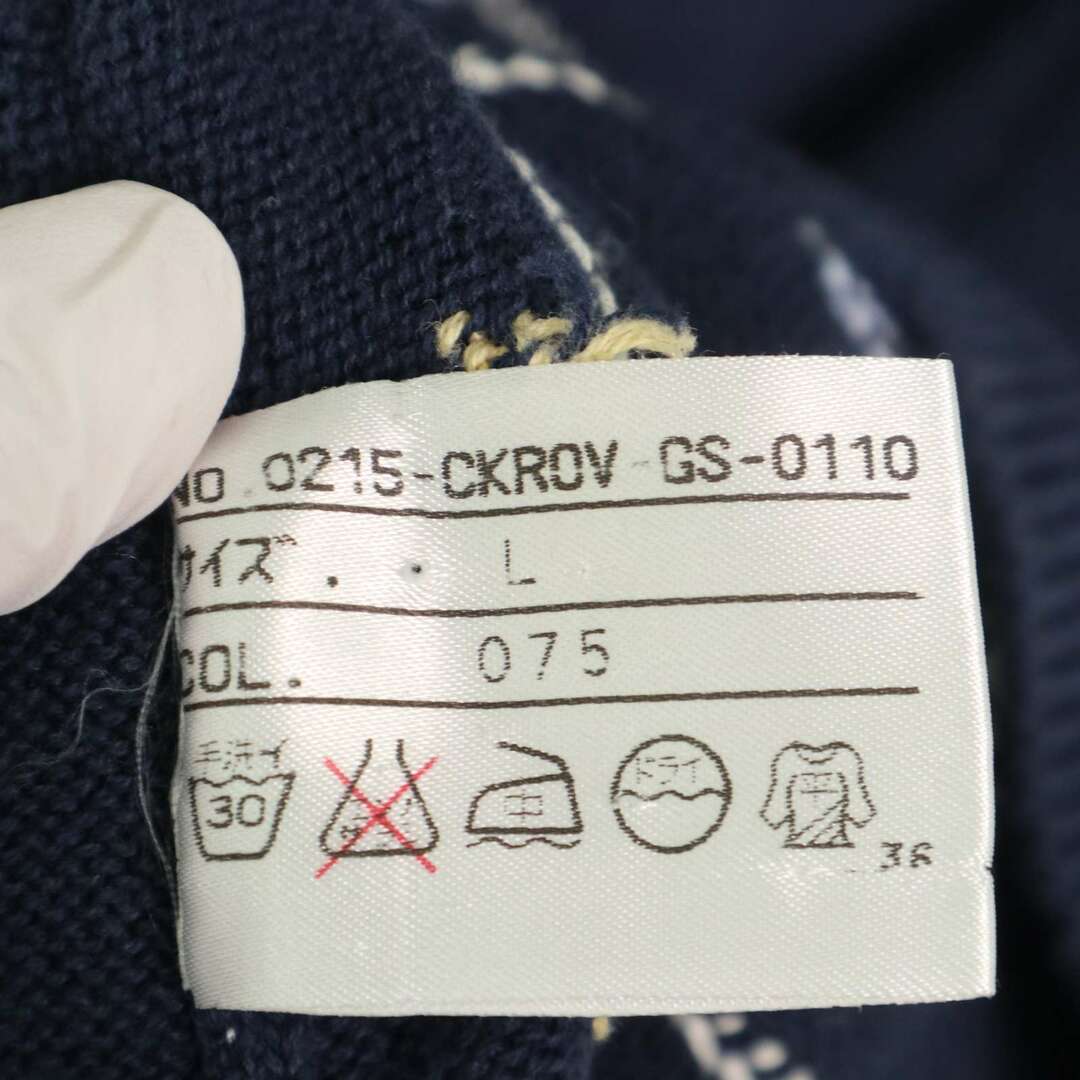 No 0215-CKROV GS-0110
サイズ . L
COL. 075
手洗イ
30
中
ドライ
平
36